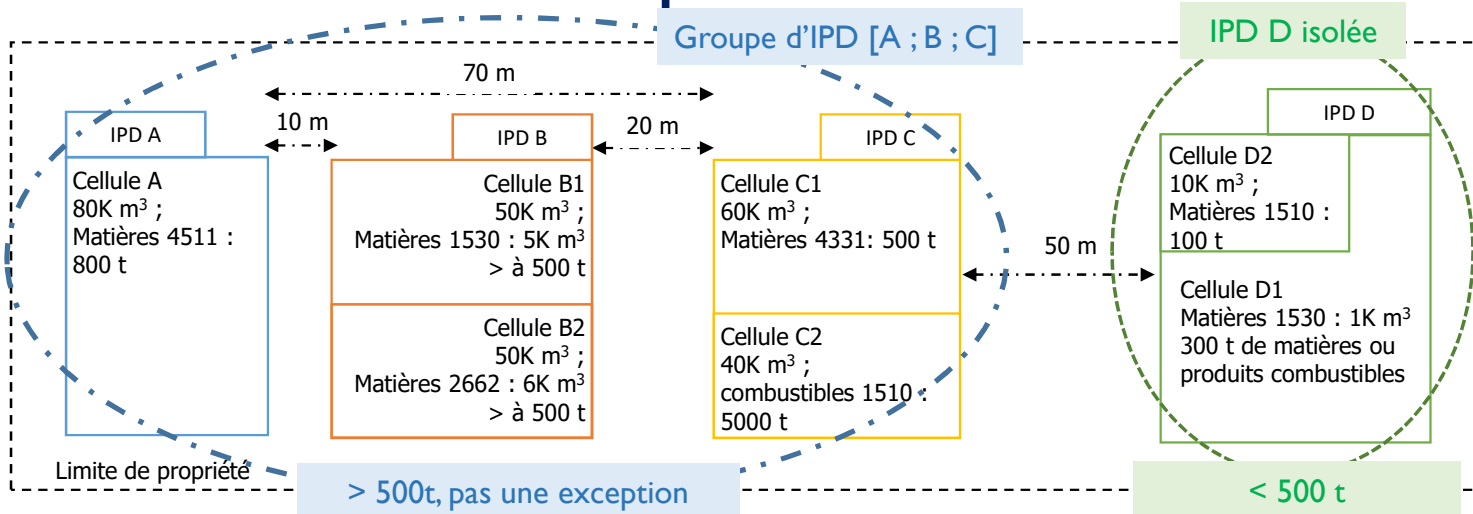 Groupe d’IPD [A ; B ; C]
IPD D isolée
70 m
10 m
20 m
50 m
IPD A
Cellule A
80K m³ ;
Matières 4511 :
800 t
IPD B
Cellule B1
50K m³ ;
Matières 1530 : 5K m³
> à 500 t
Cellule B2
50K m³ ;
Matières 2662 : 6K m³
> à 500 t
IPD C
Cellule C1
60K m³ ;
Matières 4331: 500 t
Cellule C2
40K m³ ;
combustibles 1510 :
5000 t
IPD D
Cellule D2
10K m³ ;
Matières 1510 :
100 t
Cellule D1
Matières 1530 : 1K m³
300 t de matières ou
produits combustibles
Limite de propriété
> 500t, pas une exception
< 500 t